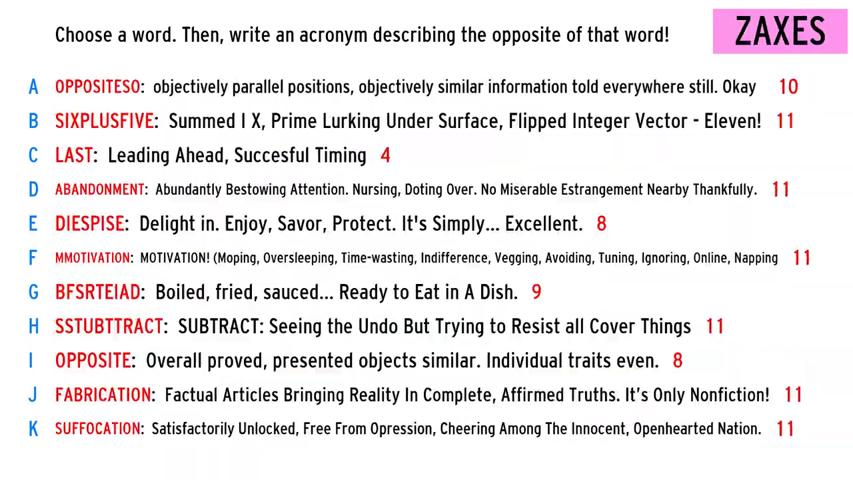 Choose a word. Then, write an acronym describing the opposite of that word!
ZAXES
A OPPOSITESO: objectively parallel positions, objectively similar information told everywhere still. Okay 10
B SIXPLUSFIVE: Summed I X, Prime Lurking Under Surface, Flipped Integer Vector - Eleven! 11
C LAST: Leading Ahead, Succesful Timing 4
D ABANDONMENT: Abundantly Bestowing Attention. Nursing, Doting Over. No Miserable Estrangement Nearby Thankfully. 11
E DIESPISE: Delight in. Enjoy, Savor, Protect. It's Simply... Excellent. 8
F MMOTIVATION: MOTIVATION! (Moping, Oversleeping, Time-wasting, Indifference, Vegging, Avoiding, Tuning, Ignoring, Online, Napping 11
G BFSRTEIAD: Boiled, fried, sauced... Ready to Eat in A Dish. 9
H SSTUBTTRACT: SUBTRACT: Seeing the Undo But Trying to Resist all Cover Things 11
I OPPOSITE: Overall proved, presented objects similar. Individual traits even. 8
J FABRICATION: Factual Articles Bringing Reality In Complete, Affirmed Truths. It's Only Nonfiction! 11
K SUFFOCATION: Satisfactorily Unlocked, Free From Opression, Cheering Among The Innocent, Openhearted Nation. 11